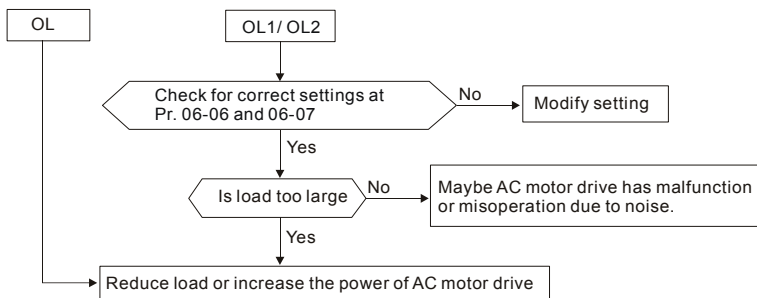 OL
OL1/ OL2
Check for correct settings at
Pr. 06-06 and 06-07
No
Modify setting
Yes
Is load too large
No
Maybe AC motor drive has malfunction
or misoperation due to noise.
Yes
Reduce load or increase the power of AC motor drive